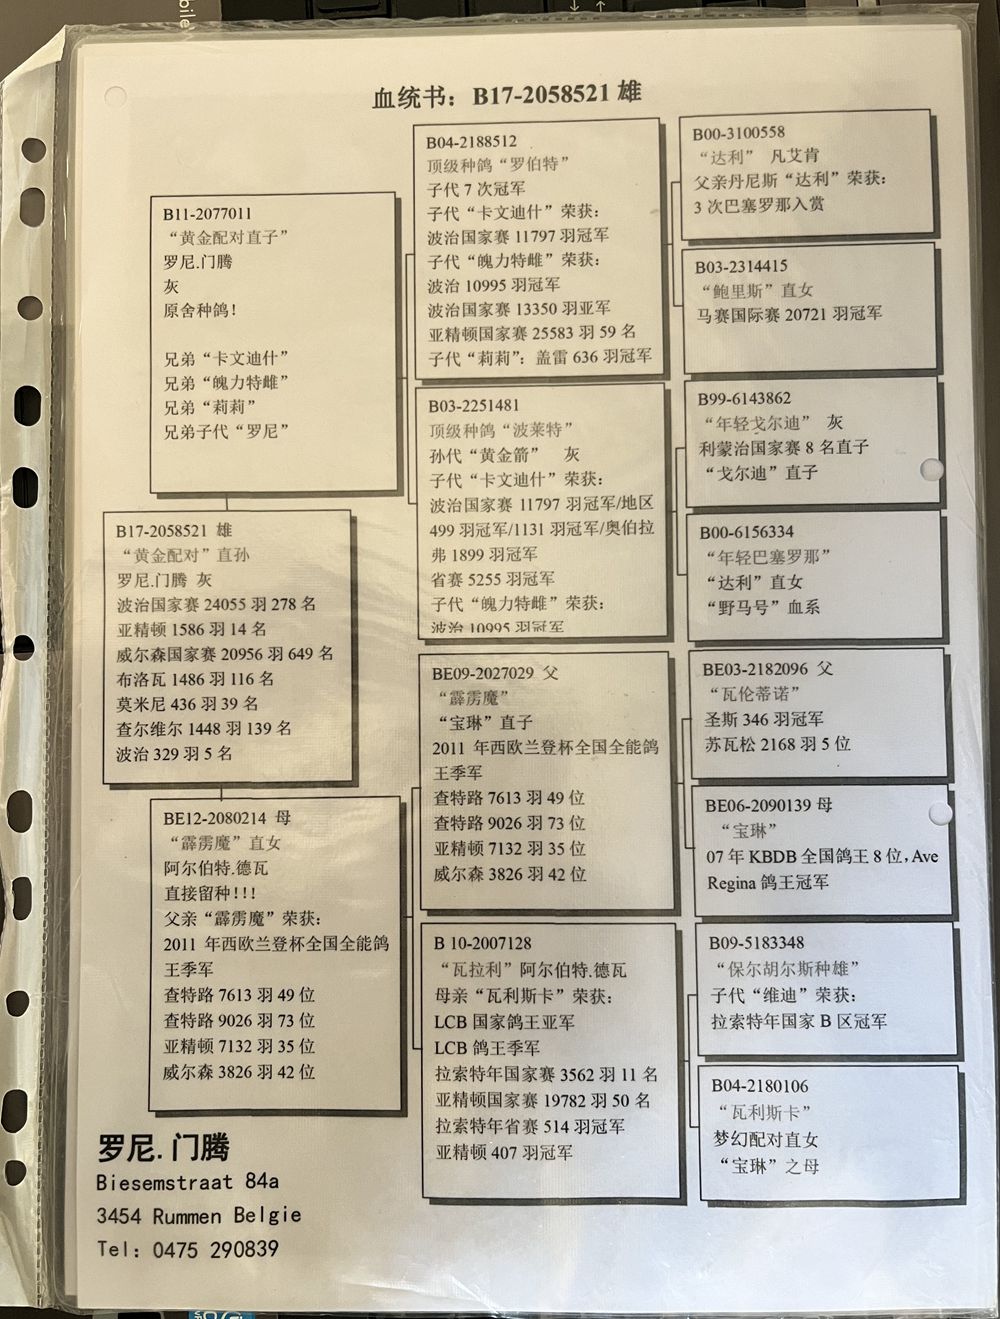 血统书：B17-2058521 雄
B11-2077011
“黄金配对直子”
罗尼.门腾
灰
原舍种鸽！
兄弟“卡文迪什”
兄弟“魄力特雌”
兄弟“莉莉”
兄弟子代“罗尼”
B17-2058521 雄
“黄金配对”直孙
罗尼.门腾 灰
波治国家赛 24055 羽 278 名
亚精顿 1586 羽 14 名
威尔森国家赛 20956 羽 649 名
布洛瓦 1486 羽 116 名
莫米尼 436 羽 39 名
查尔维尔 1448 羽 139 名
波治 329 羽 5 名
BE12-2080214 母
“霹雳魔”直女
阿尔伯特.德瓦
直接留种！！！
父亲“霹雳魔”荣获：
2011 年西欧兰登杯全国全能鸽
王季军
查特路 7613 羽 49 位
查特路 9026 羽 73 位
亚精顿 7132 羽 35 位
威尔森 3826 羽 42 位
B04-2188512
顶级种鸽“罗伯特”
子代 7 次冠军
子代“卡文迪什”荣获：
波治国家赛 11797 羽冠军
子代“魄力特雌”荣获：
波治 10995 羽冠军
波治国家赛 13350 羽亚军
亚精顿国家赛 25583 羽 59 名
子代“莉莉”：盖雷 636 羽冠军
B03-2251481
顶级种鸽“波莱特”
孙代“黄金箭” 灰
子代“卡文迪什”荣获：
波治国家赛 11797 羽冠军/地区
499 羽冠军/1131 羽冠军/奥伯拉
弗 1899 羽冠军
省赛 5255 羽冠军
子代“魄力特雌”荣获：
波治 10995 羽冠军
BE09-2027029 父
“霹雳魔”
“宝琳”直子
2011 年西欧兰登杯全国全能鸽
王季军
查特路 7613 羽 49 位
查特路 9026 羽 73 位
亚精顿 7132 羽 35 位
威尔森 3826 羽 42 位
B 10-2007128
“瓦拉利”阿尔伯特.德瓦
母亲“瓦利斯卡”荣获：
LCB 国家鸽王亚军
LCB 鸽王季军
拉索特年国家赛 3562 羽 11 名
亚精顿国家赛 19782 羽 50 名
拉索特年省赛 514 羽冠军
亚精顿 407 羽冠军
B00-3100558
“达利” 凡艾肯
父亲丹尼斯“达利”荣获：
3 次巴塞罗那入赏
B03-2314415
“鲍里斯”直女
马赛国际赛 20721 羽冠军
B99-6143862
“年轻戈尔迪” 灰
利蒙治国家赛 8 名直子
“戈尔迪”直子
B00-6156334
“年轻巴塞罗那”
“达利”直女
“野马号”血系
BE03-2182096 父
“瓦伦蒂诺”
圣斯 346 羽冠军
苏瓦松 2168 羽 5 位
BE06-2090139 母
“宝琳”
07 年 KBDB 全国鸽王 8 位，Ave
Regina 鸽王冠军
B09-5183348
“保尔胡尔斯种雄”
子代“维迪”荣获：
拉索特年国家 B 区冠军
B04-2180106
“瓦利斯卡”
梦幻配对直女
“宝琳”之母
罗尼.门腾
Biesemstraat 84a
3454 Rummen Belgie
Tel: 0475 290839